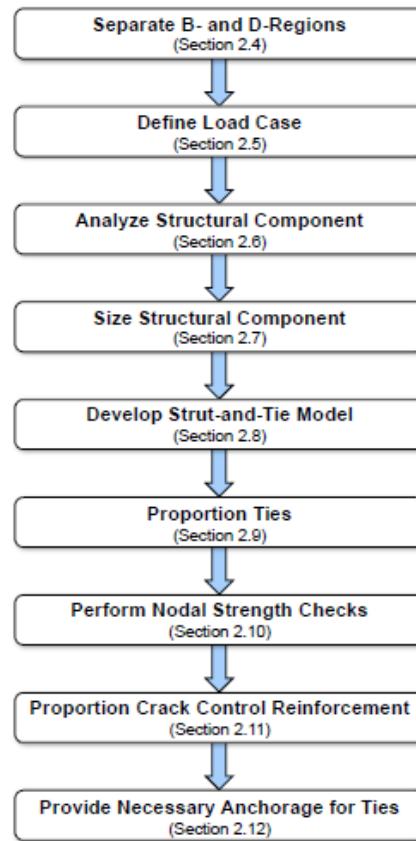 Separate B- and D-Regions
(Section 2.4)
Define Load Case
(Section 2.5)
Analyze Structural Component
(Section 2.6)
Size Structural Component
(Section 2.7)
Develop Strut-and-Tie Model
(Section 2.8)
Proportion Ties
(Section 2.9)
Perform Nodal Strength Checks
(Section 2.10)
Proportion Crack Control Reinforcement
(Section 2.11)
Provide Necessary Anchorage for Ties
(Section 2.12)